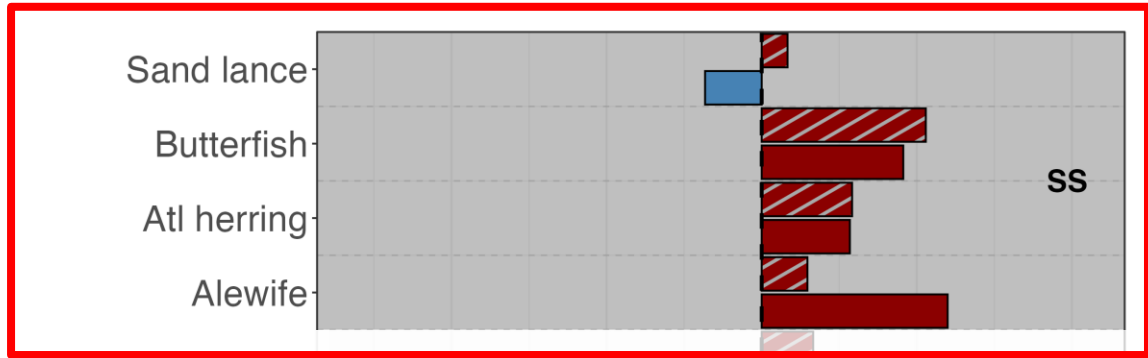 Sand lance
Butterfish
SS
Atl herring
Alewife